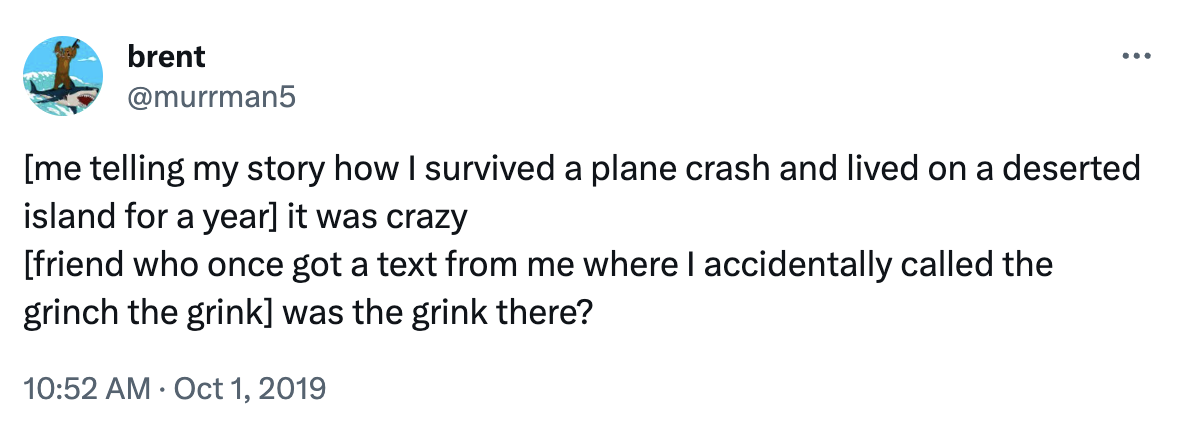 brent
@murrman5
[me telling my story how I survived a plane crash and lived on a deserted
island for a year] it was crazy
[friend who once got a text from me where I accidentally called the
grinch the grink] was the grink there?
10:52 AM · Oct 1, 2019